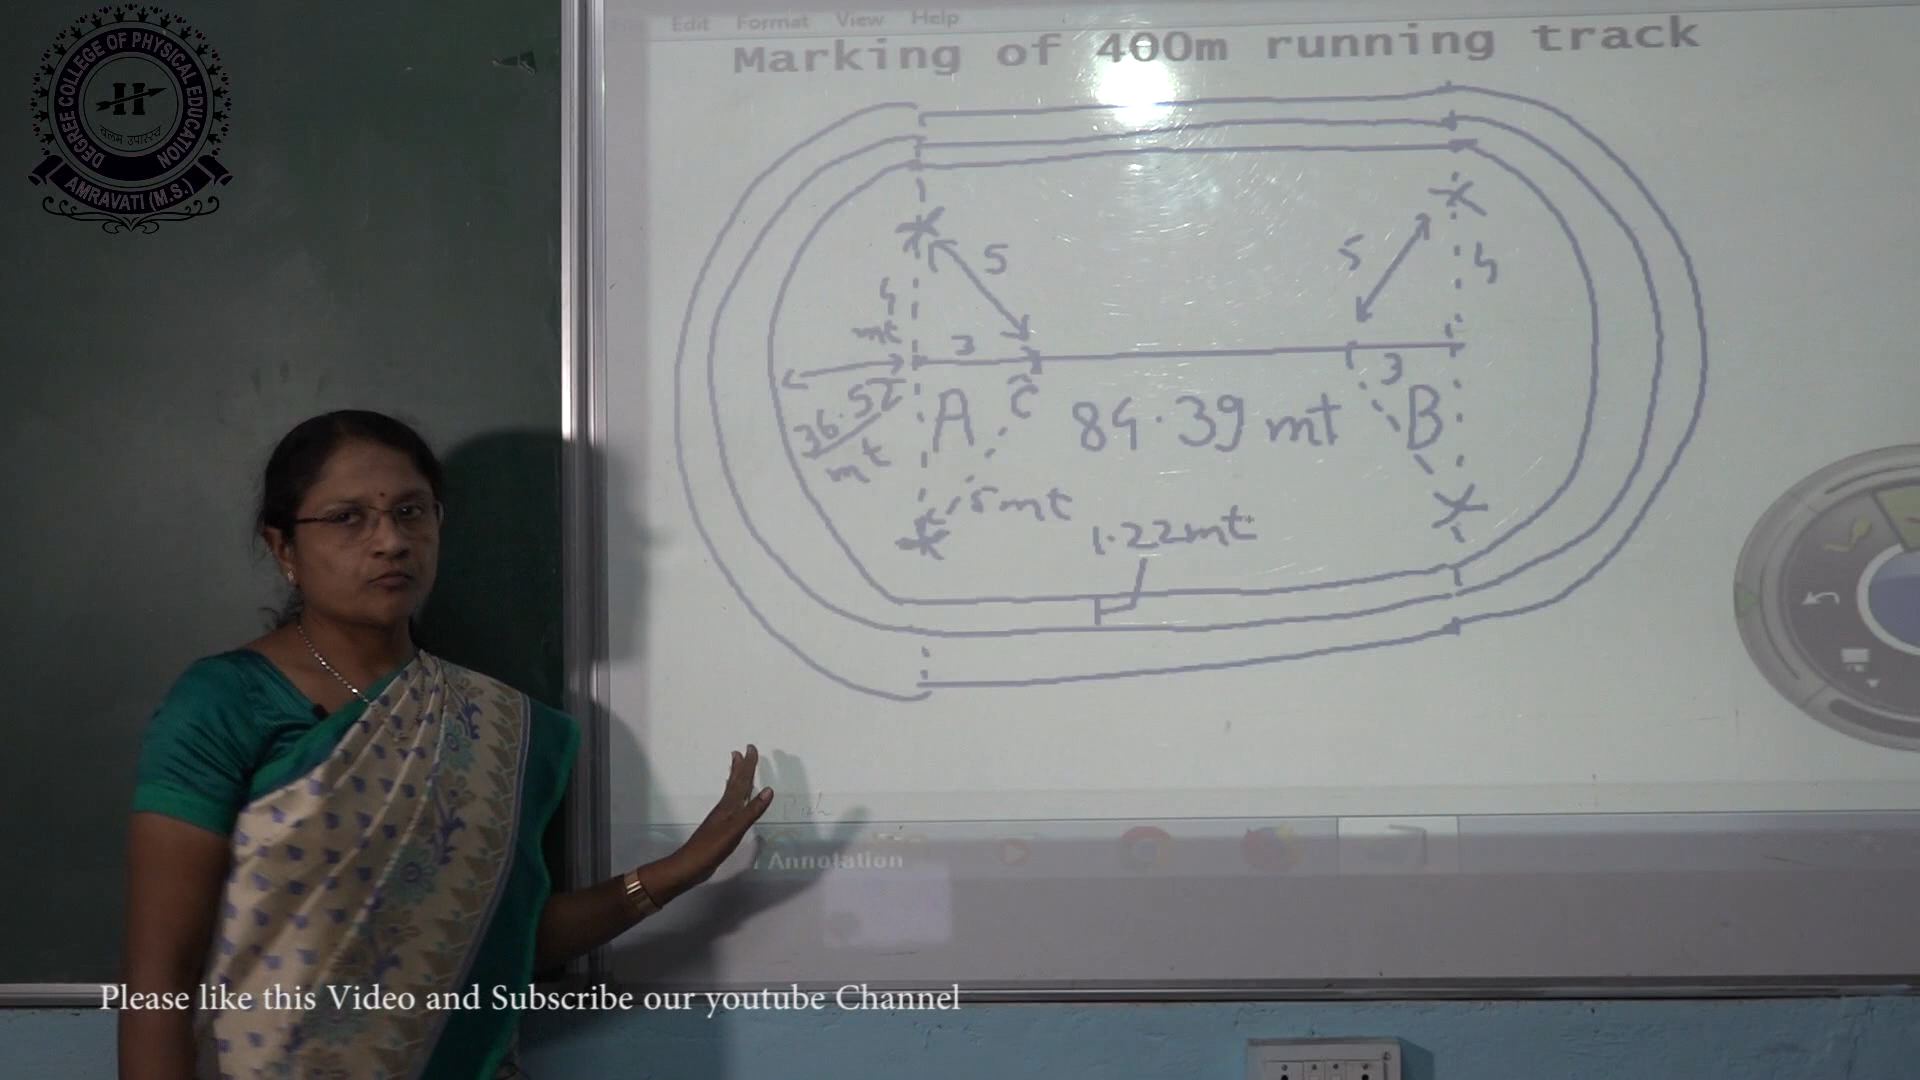 DEGREE COLLEGE OF PHYSICAL EDUCATION
H
AMRAVATI (M.S.)
Edit Format View Help
Marking of 400m running track
5
5
4
4
mt
3
3
36.52
mt
A
C
84.39 mt
B
5mt
1.22mt
Annotation
Please like this Video and Subscribe our youtube Channel